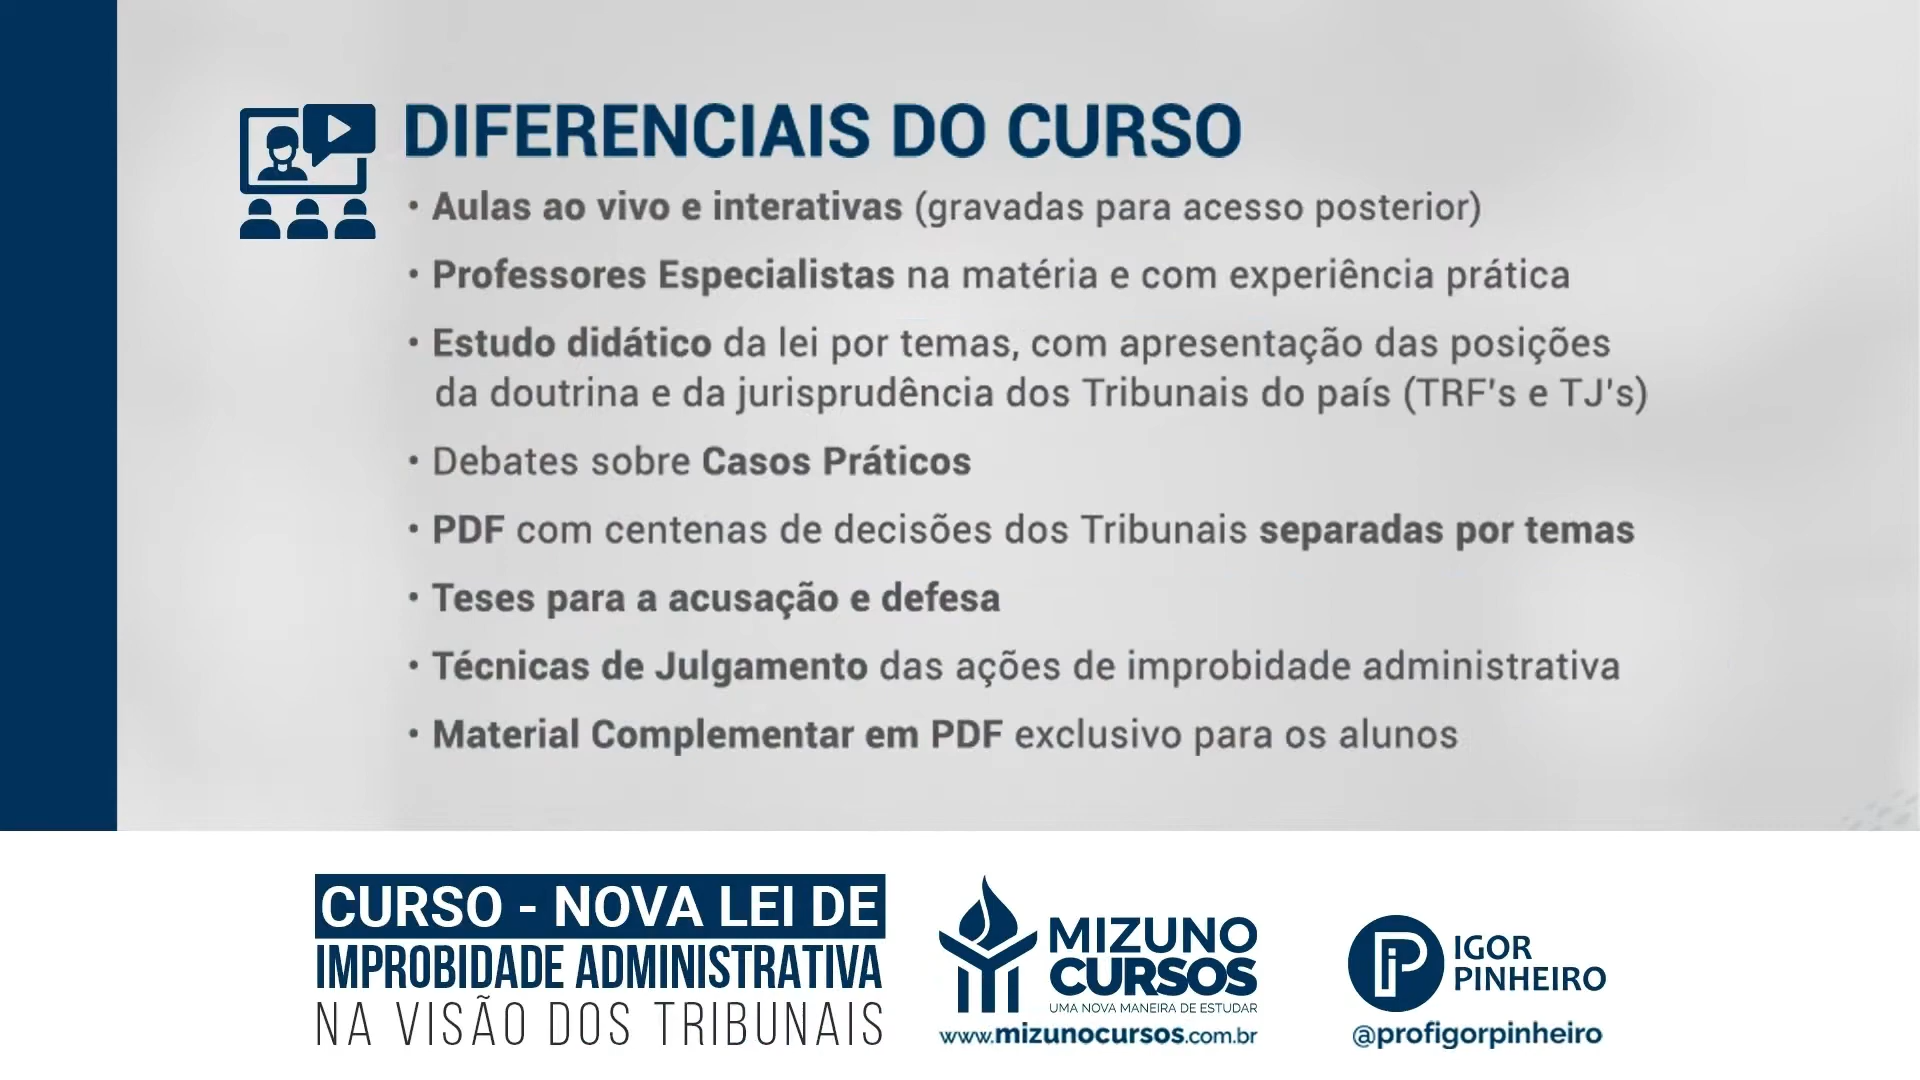 DIFERENCIAIS DO CURSO
• Aulas ao vivo e interativas (gravadas para acesso posterior)
• Professores Especialistas na matéria e com experiência prática
• Estudo didático da lei por temas, com apresentação das posições
da doutrina e da jurisprudência dos Tribunais do país (TRF's e TJ's)
• Debates sobre Casos Práticos
• PDF com centenas de decisões dos Tribunais separadas por temas
• Teses para a acusação e defesa
• Técnicas de Julgamento das ações de improbidade administrativa
• Material Complementar em PDF exclusivo para os alunos
CURSO - NOVA LEI DE
IMPROBIDADE ADMINISTRATIVA
NA VISÃO DOS TRIBUNAIS
MIZUNO
CURSOS
UMA NOVA MANEIRA DE ESTUDAR
www.mizunocursos.com.br
iP
IGOR
PINHEIRO
@profigorpinheiro